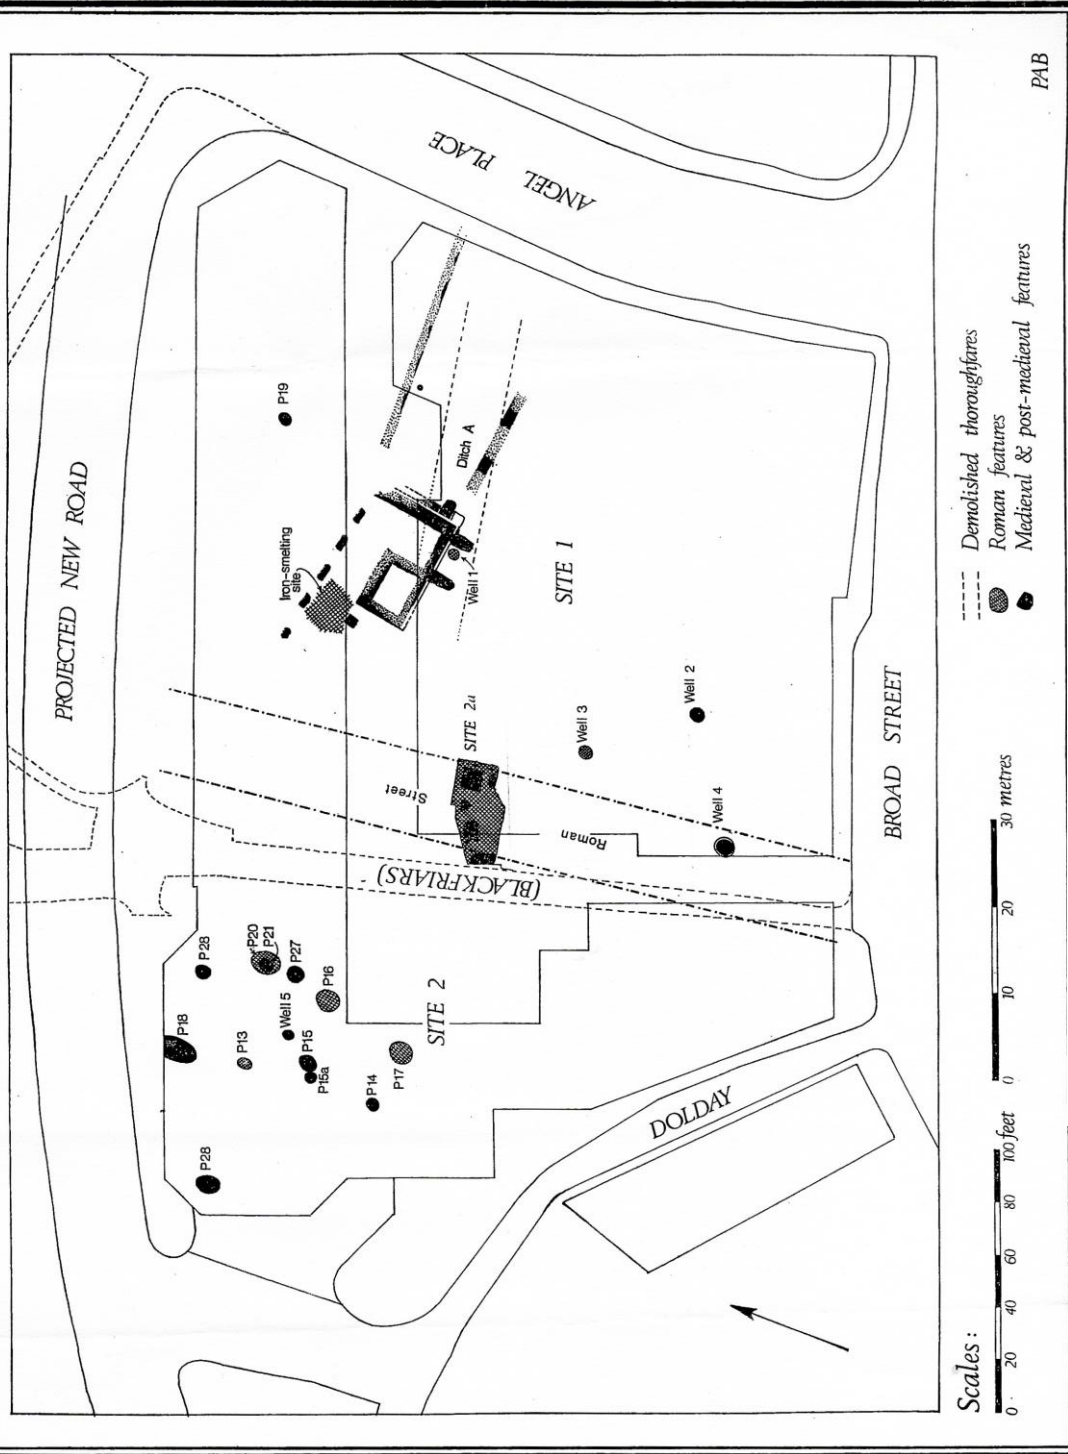 PROJECTED NEW ROAD
ANGEL PLACE
P19
Iron-smelting
site
Ditch A
Well 1
SITE 1
SITE 2a
Street
Roman
(BLACKFRIARS)
Well 3
Well 2
Well 4
BROAD STREET
P28
P20
P21
P27
P16
P18
P13
Well 5
P15
P15a
P14
P17
SITE 2
P28
DOLDAY
Scales:
0 20 40 60 80 100 feet
0 10 20 30 metres
Demolished thoroughfares
Roman features
Medieval & post-medieval features
PAB